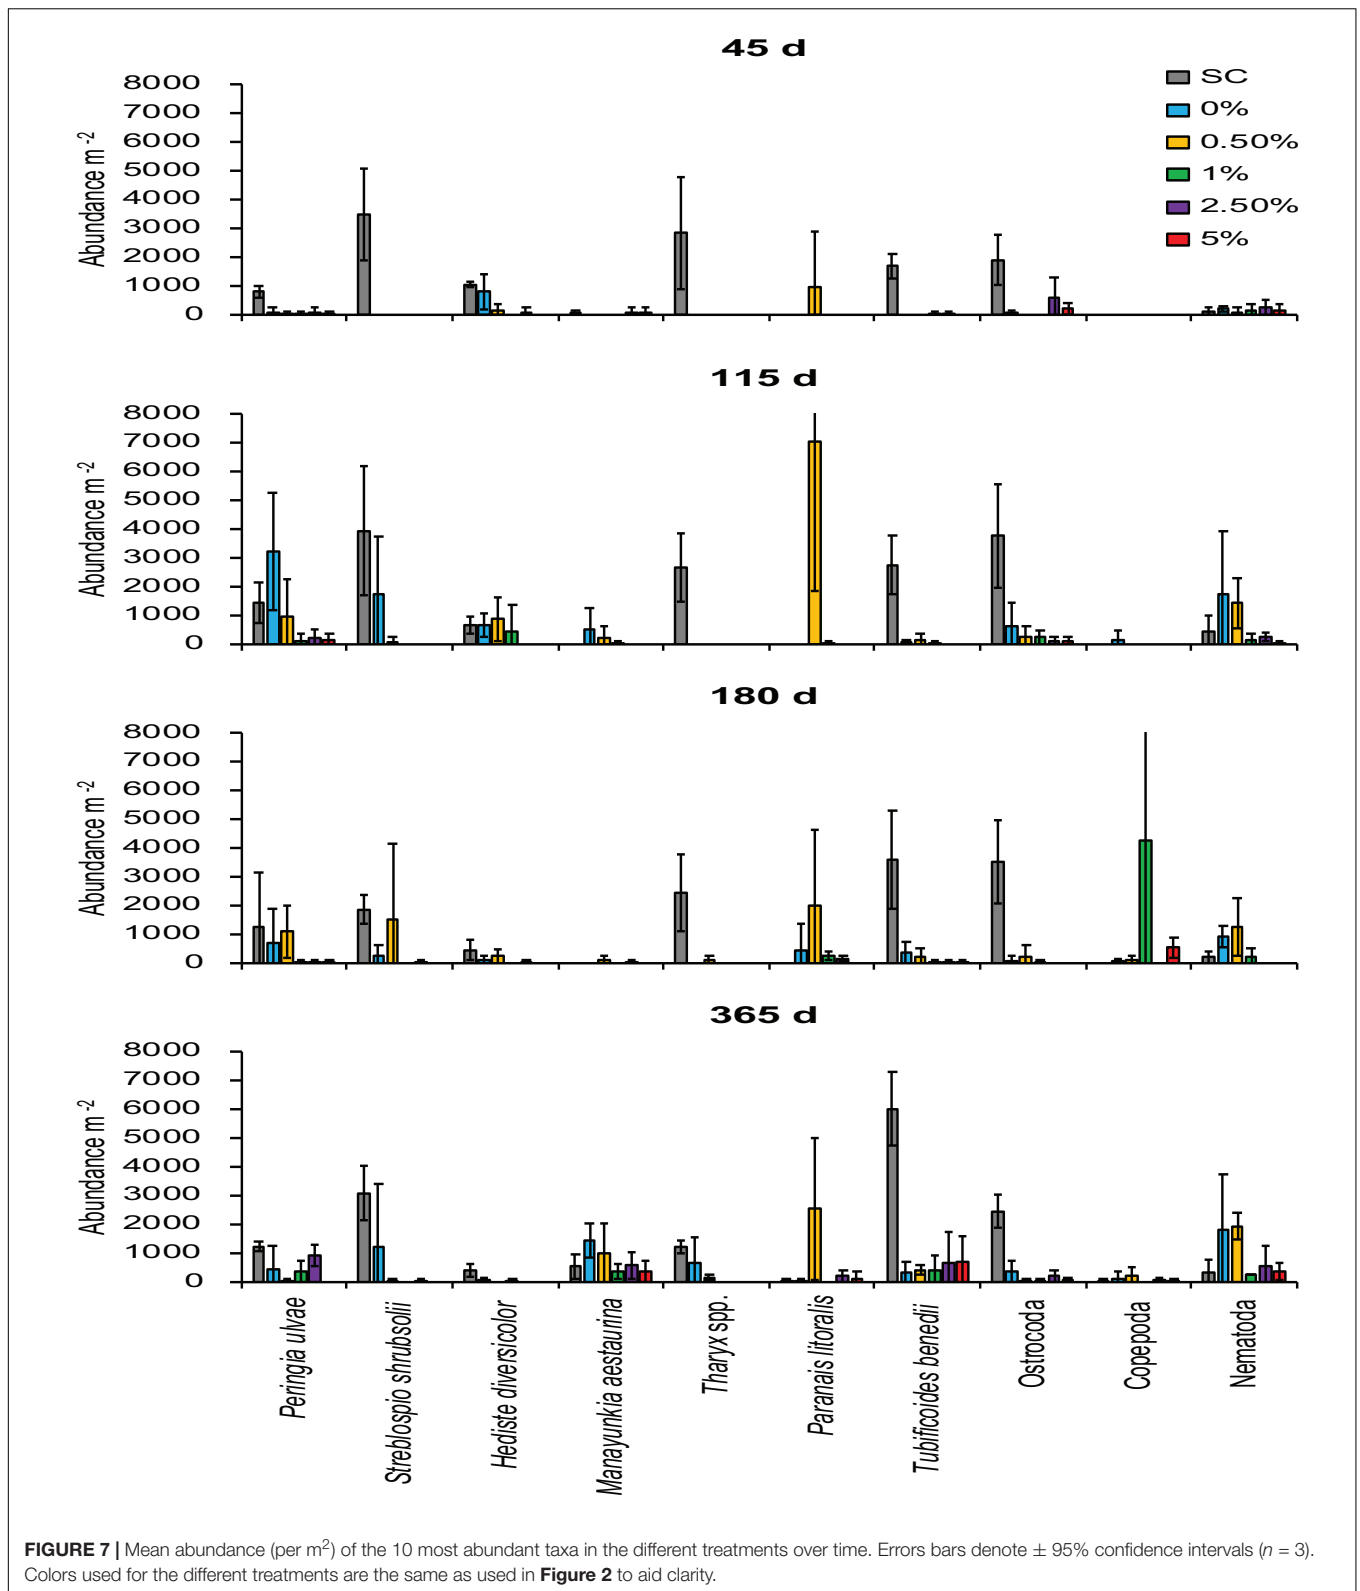 45 d
8000
7000
6000
5000
4000
3000
2000
1000
0
Abundance m⁻²
SC
0%
0.50%
1%
2.50%
5%
115 d
8000
7000
6000
5000
4000
3000
2000
1000
0
Abundance m⁻²
180 d
8000
7000
6000
5000
4000
3000
2000
1000
0
Abundance m⁻²
365 d
8000
7000
6000
5000
4000
3000
2000
1000
0
Abundance m⁻²
Peringia ulvae
Streblospio shrubsolii
Hediste diversicolor
Manayunkia aestaurina
Tharyx spp.
Paranais litoralis
Tubificoides benedii
Ostrocoda
Copepoda
Nematoda
FIGURE 7 | Mean abundance (per m²) of the 10 most abundant taxa in the different treatments over time. Errors bars denote ± 95% confidence intervals (n = 3).
Colors used for the different treatments are the same as used in Figure 2 to aid clarity.